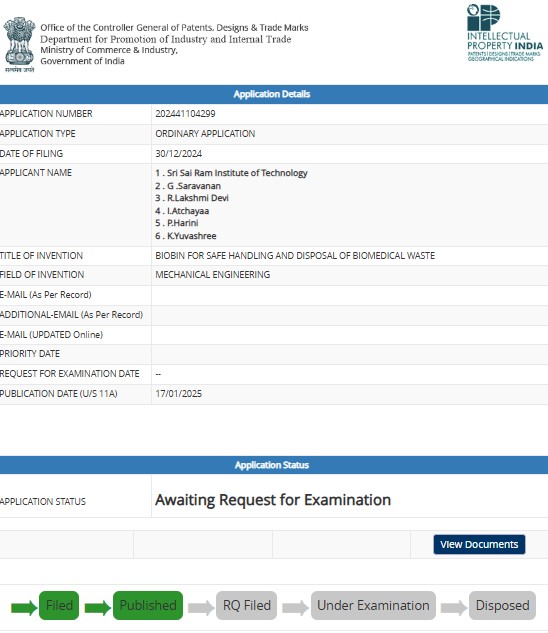 Office of the Controller General of Patents, Designs & Trade Marks
Department for Promotion of Industry and Internal Trade
Ministry of Commerce & Industry,
Government of India
सत्यमेव जयते
INTELLECTUAL
PROPERTY INDIA
PATENTS | DESIGNS | TRADE MARKS
GEOGRAPHICAL INDICATIONS
Application Details
APPLICATION NUMBER 202441104299
APPLICATION TYPE ORDINARY APPLICATION
DATE OF FILING 30/12/2024
APPLICANT NAME 1 . Sri Sai Ram Institute of Technology
2 . G .Saravanan
3 . R.Lakshmi Devi
4 . I.Atchayaa
5 . P.Harini
6 . K.Yuvashree
TITLE OF INVENTION BIOBIN FOR SAFE HANDLING AND DISPOSAL OF BIOMEDICAL WASTE
FIELD OF INVENTION MECHANICAL ENGINEERING
E-MAIL (As Per Record)
ADDITIONAL-EMAIL (As Per Record)
E-MAIL (UPDATED Online)
PRIORITY DATE
REQUEST FOR EXAMINATION DATE --
PUBLICATION DATE (U/S 11A) 17/01/2025
Application Status
APPLICATION STATUS Awaiting Request for Examination
View Documents
Filed Published RQ Filed Under Examination Disposed